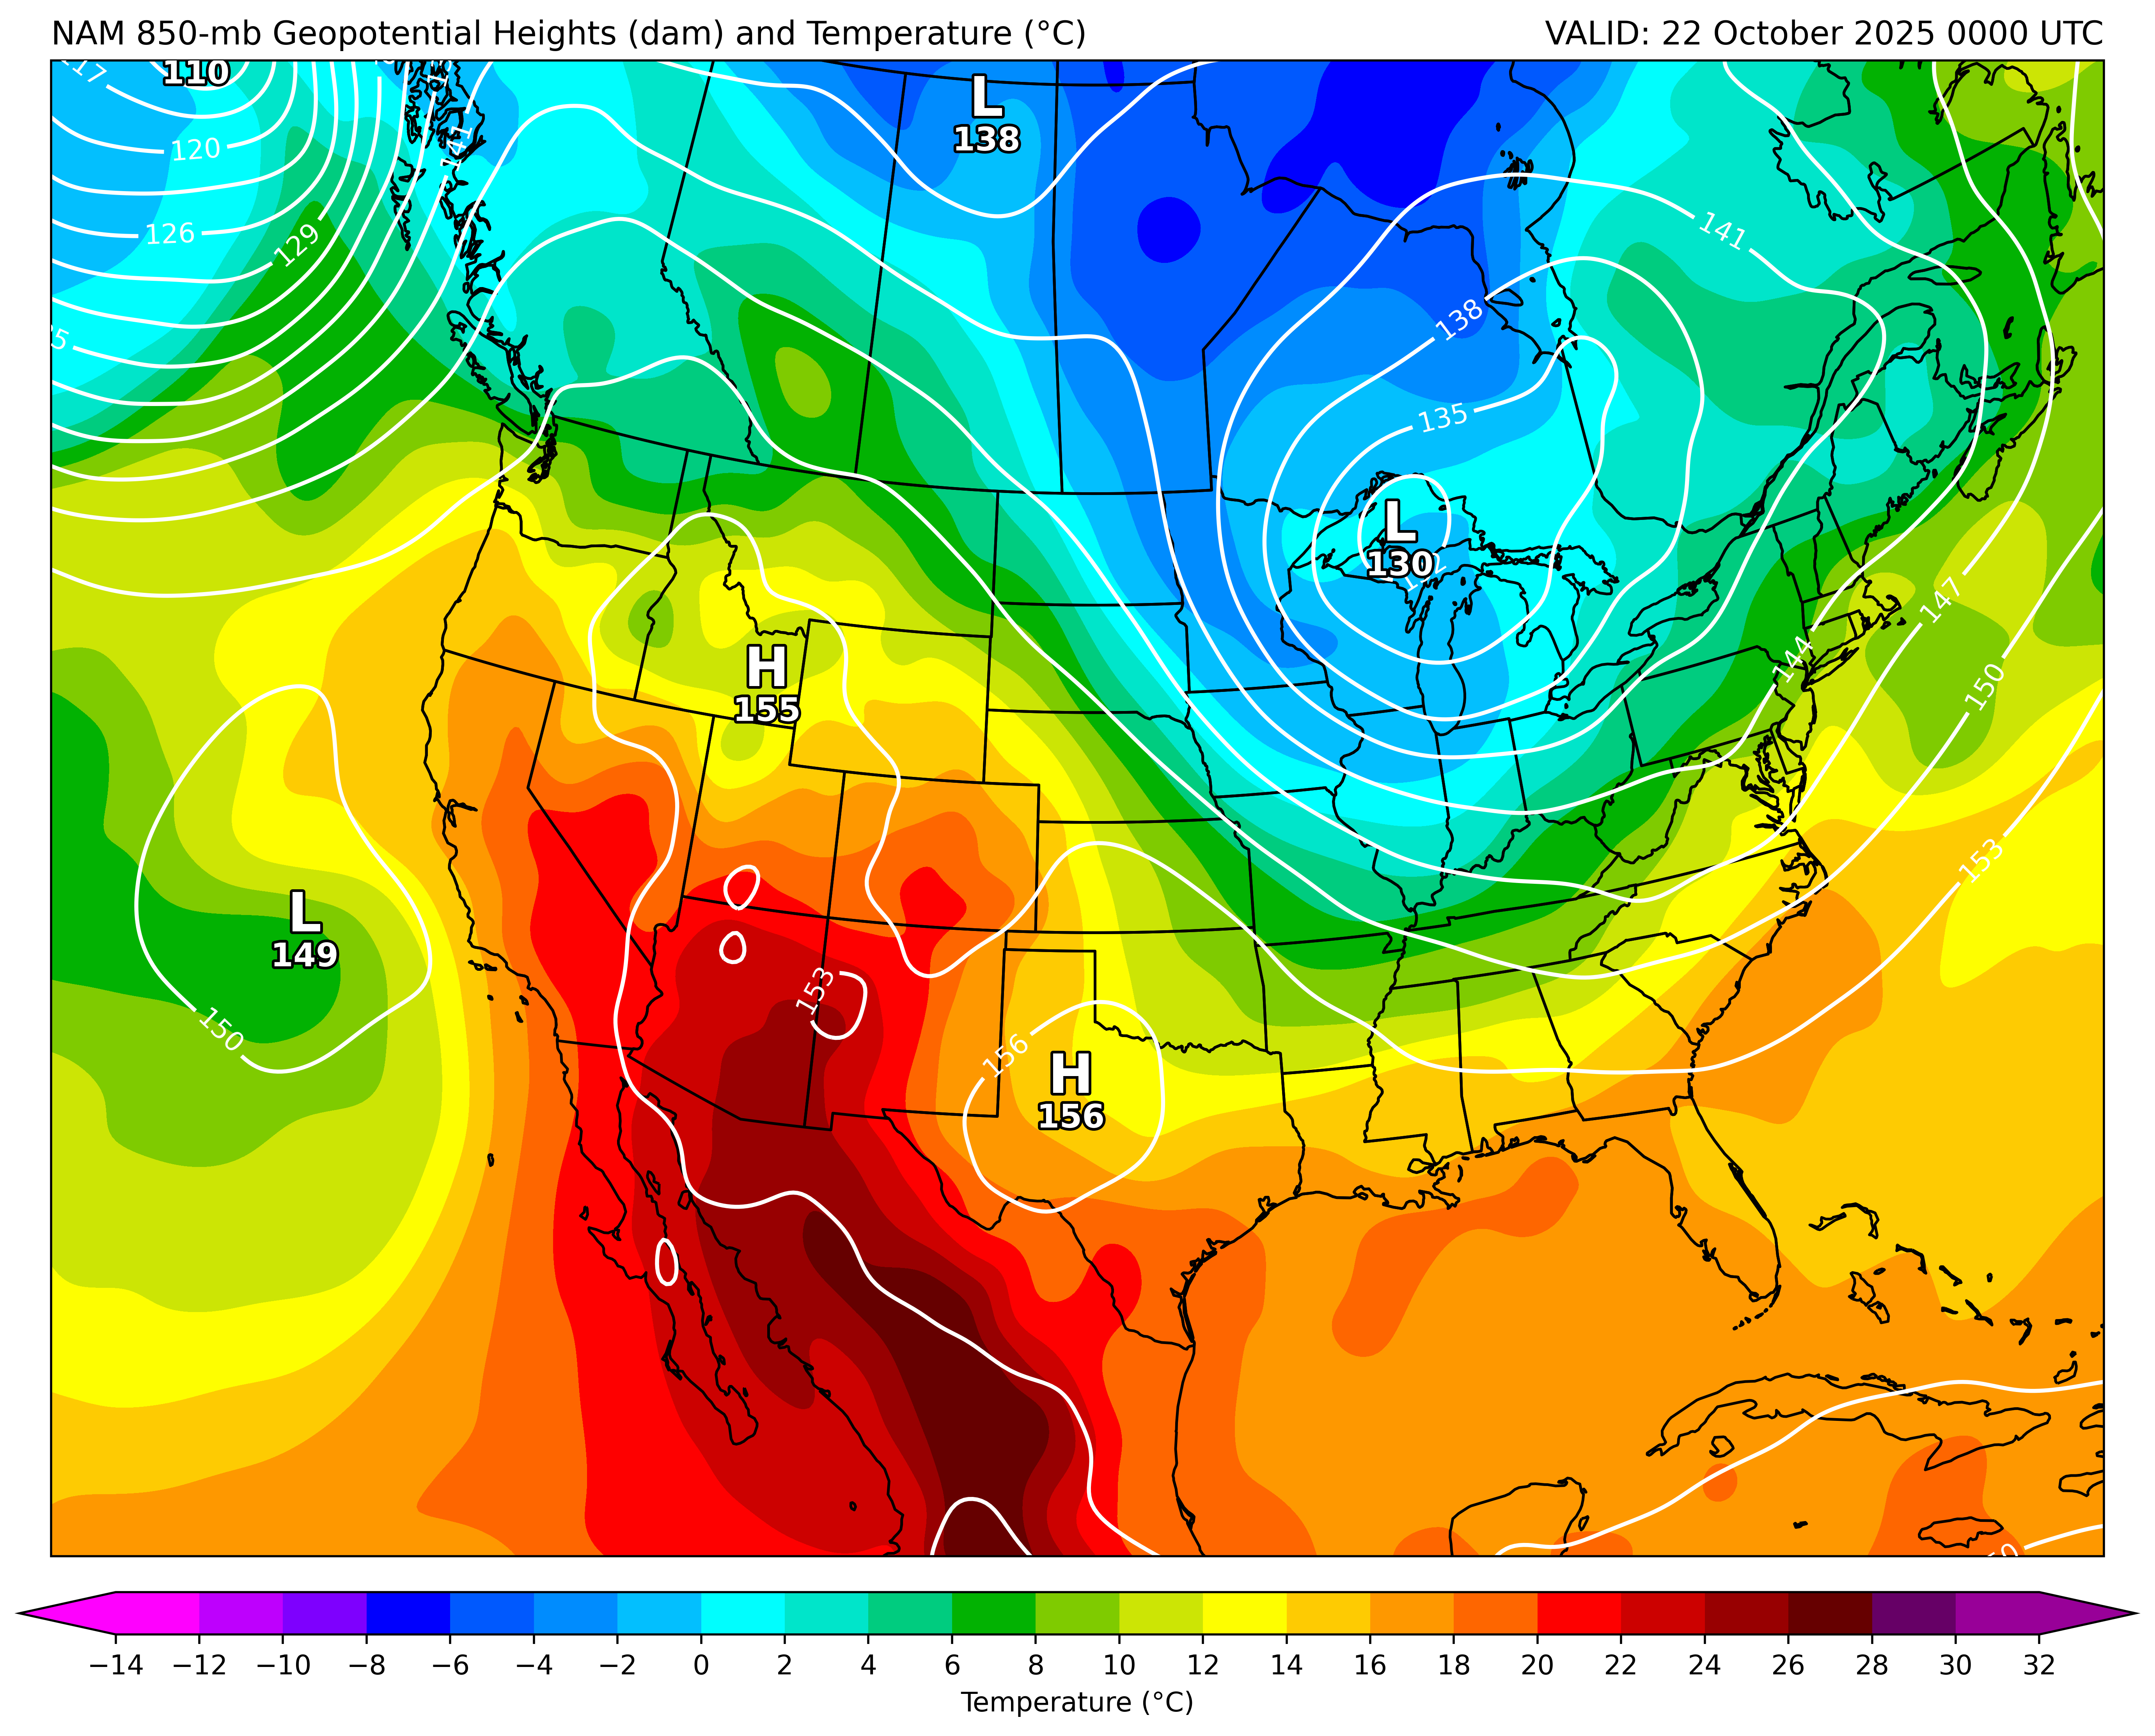 NAM 850-mb Geopotential Heights (dam) and Temperature (°C)
VALID: 22 October 2025 0000 UTC
117
110
L
138
141
120
126
129
141
138
135
L
130
147
144
150
H
155
153
L
149
150
153
156
H
156
−14 −12 −10 −8 −6 −4 −2 0 2 4 6 8 10 12 14 16 18 20 22 24 26 28 30 32
Temperature (°C)